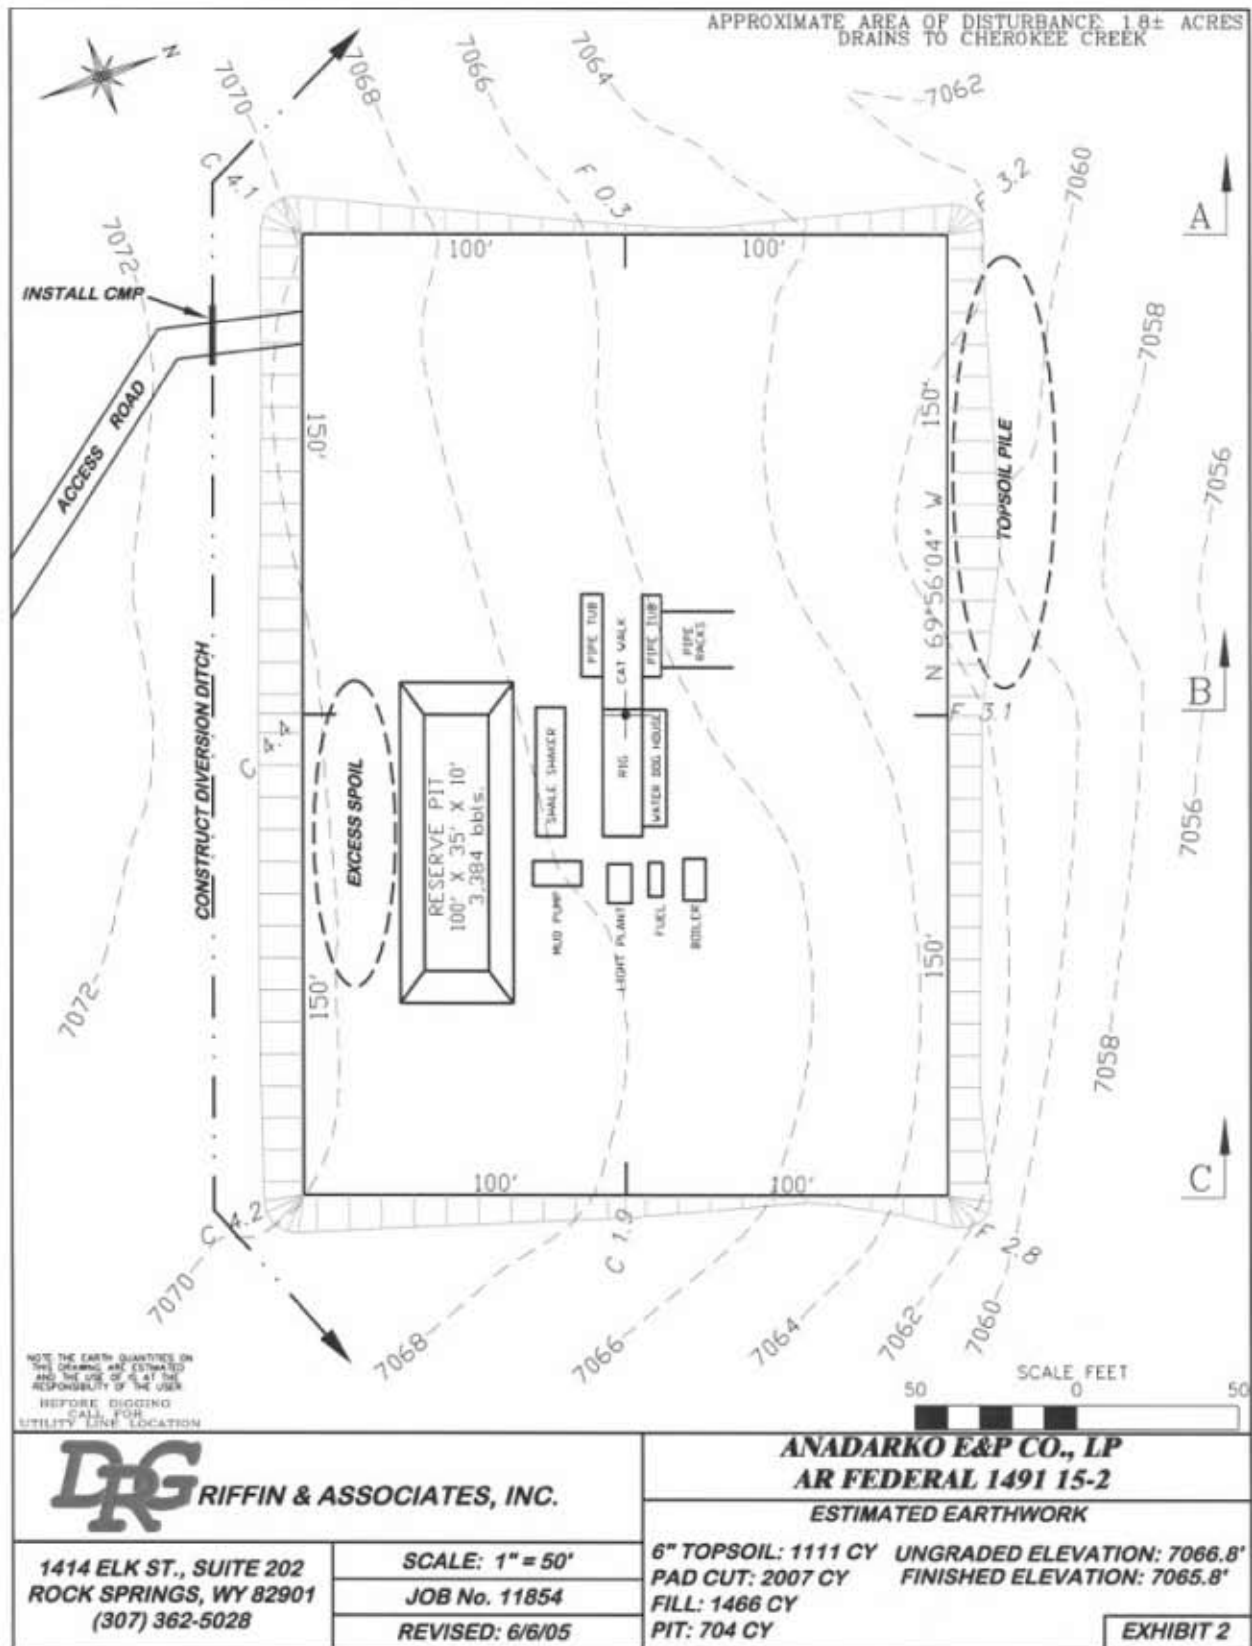 APPROXIMATE AREA OF DISTURBANCE: 1.8± ACRES
DRAINS TO CHEROKEE CREEK
N
7070
7068
7066
7064
7062
7060
C 4.1
F 0.3
F 3.2
A
7072
100'
100'
INSTALL CMP
7058
ACCESS ROAD
150'
150'
TOPSOIL PILE
7056
N 69°56'04" W
PIPE TUB
CAT WALK
PIPE TUB
PIPE
RACKS
CONSTRUCT DIVERSION DITCH
B
C 4.4
F 3.1
EXCESS SPOIL
RESERVE PIT
100' X 35' X 10'
3,384 bbls.
SHALE SHAKER
RIG
WATER DOG HOUSE
7056
MUD PUMP
LIGHT PLANT
FUEL
BOILER
7072
150'
150'
7058
C
100'
100'
C 4.2
C 1.9
F 2.8
7070
7068
7066
7064
7062
7060
NOTE: THE EARTH QUANTITIES ON
THIS DRAWING ARE ESTIMATED
AND THE USE OF IS AT THE
RESPONSIBILITY OF THE USER
BEFORE DIGGING
CALL FOR
UTILITY LINE LOCATION
SCALE FEET
50 0 50
DRG RIFFIN & ASSOCIATES, INC.
1414 ELK ST., SUITE 202
ROCK SPRINGS, WY 82901
(307) 362-5028
SCALE: 1" = 50'
JOB No. 11854
REVISED: 6/6/05
ANADARKO E&P CO., LP
AR FEDERAL 1491 15-2
ESTIMATED EARTHWORK
6" TOPSOIL: 1111 CY UNGRADED ELEVATION: 7066.8'
PAD CUT: 2007 CY FINISHED ELEVATION: 7065.8'
FILL: 1466 CY
PIT: 704 CY
EXHIBIT 2